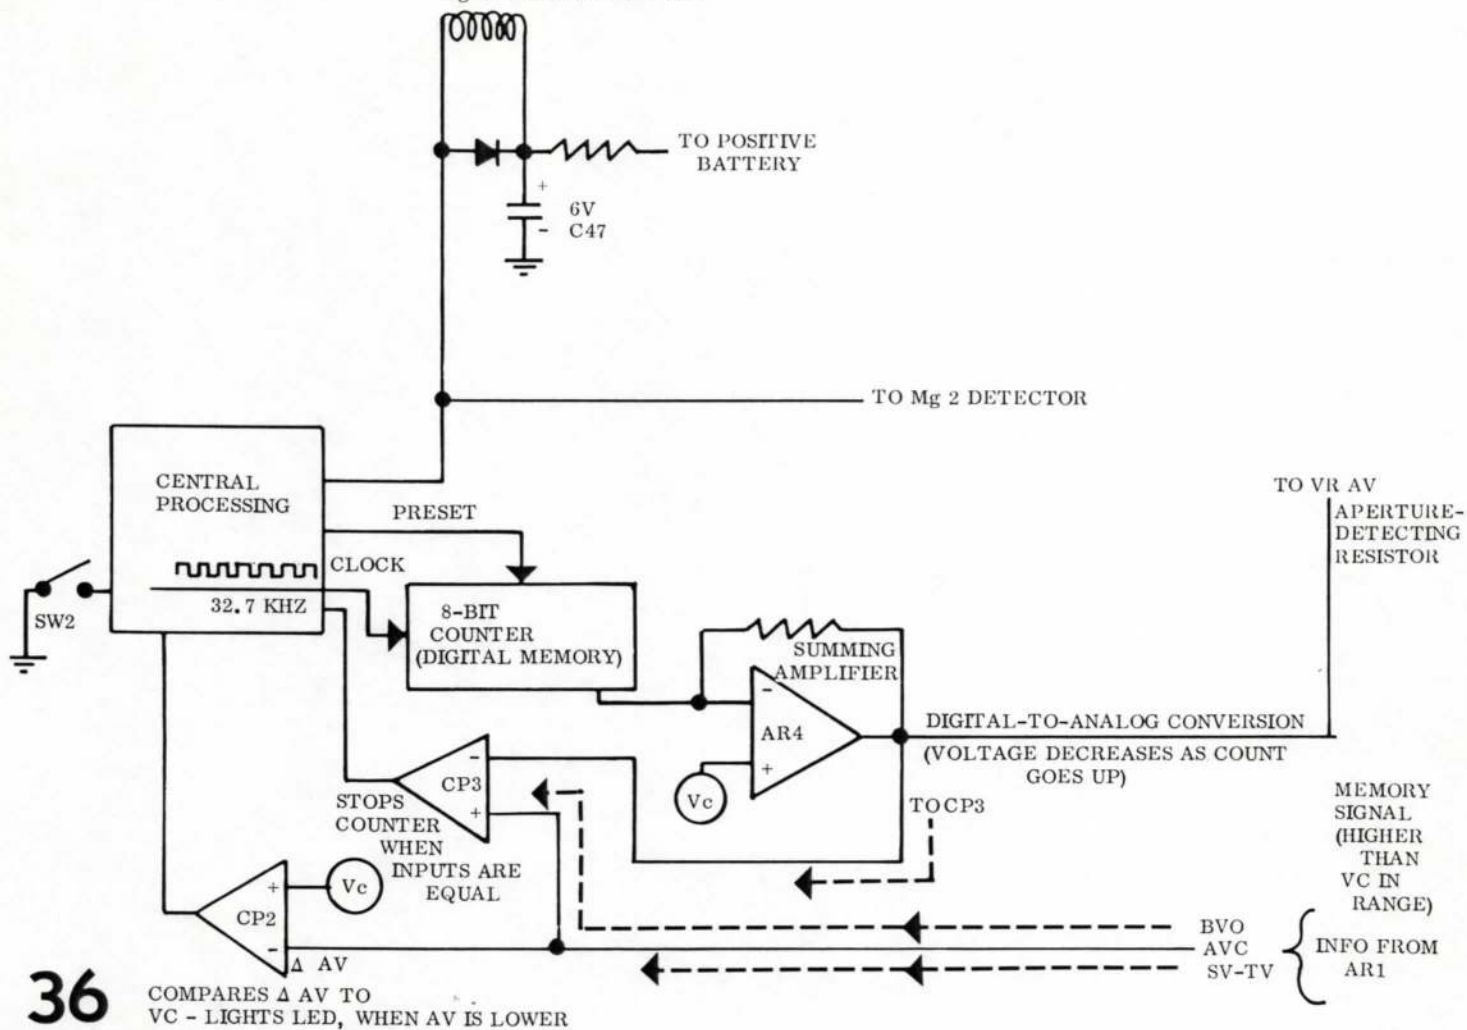 TO POSITIVE
BATTERY
+
6V
-
C47
TO Mg 2 DETECTOR
CENTRAL
PROCESSING
PRESET
CLOCK
32.7 KHZ
SW2
8-BIT
COUNTER
(DIGITAL MEMORY)
SUMMING
AMPLIFIER
-
AR4
+
Vc
TO VR AV
APERTURE-
DETECTING
RESISTOR
DIGITAL-TO-ANALOG CONVERSION
(VOLTAGE DECREASES AS COUNT
GOES UP)
TO CP3
-
CP3
+
STOPS
COUNTER
WHEN
INPUTS ARE
EQUAL
MEMORY
SIGNAL
(HIGHER
THAN
VC IN
RANGE)
+
Vc
CP2
-
Δ AV
BVO
AVC
SV-TV
INFO FROM
AR1
36
COMPARES Δ AV TO
VC - LIGHTS LED, WHEN AV IS LOWER